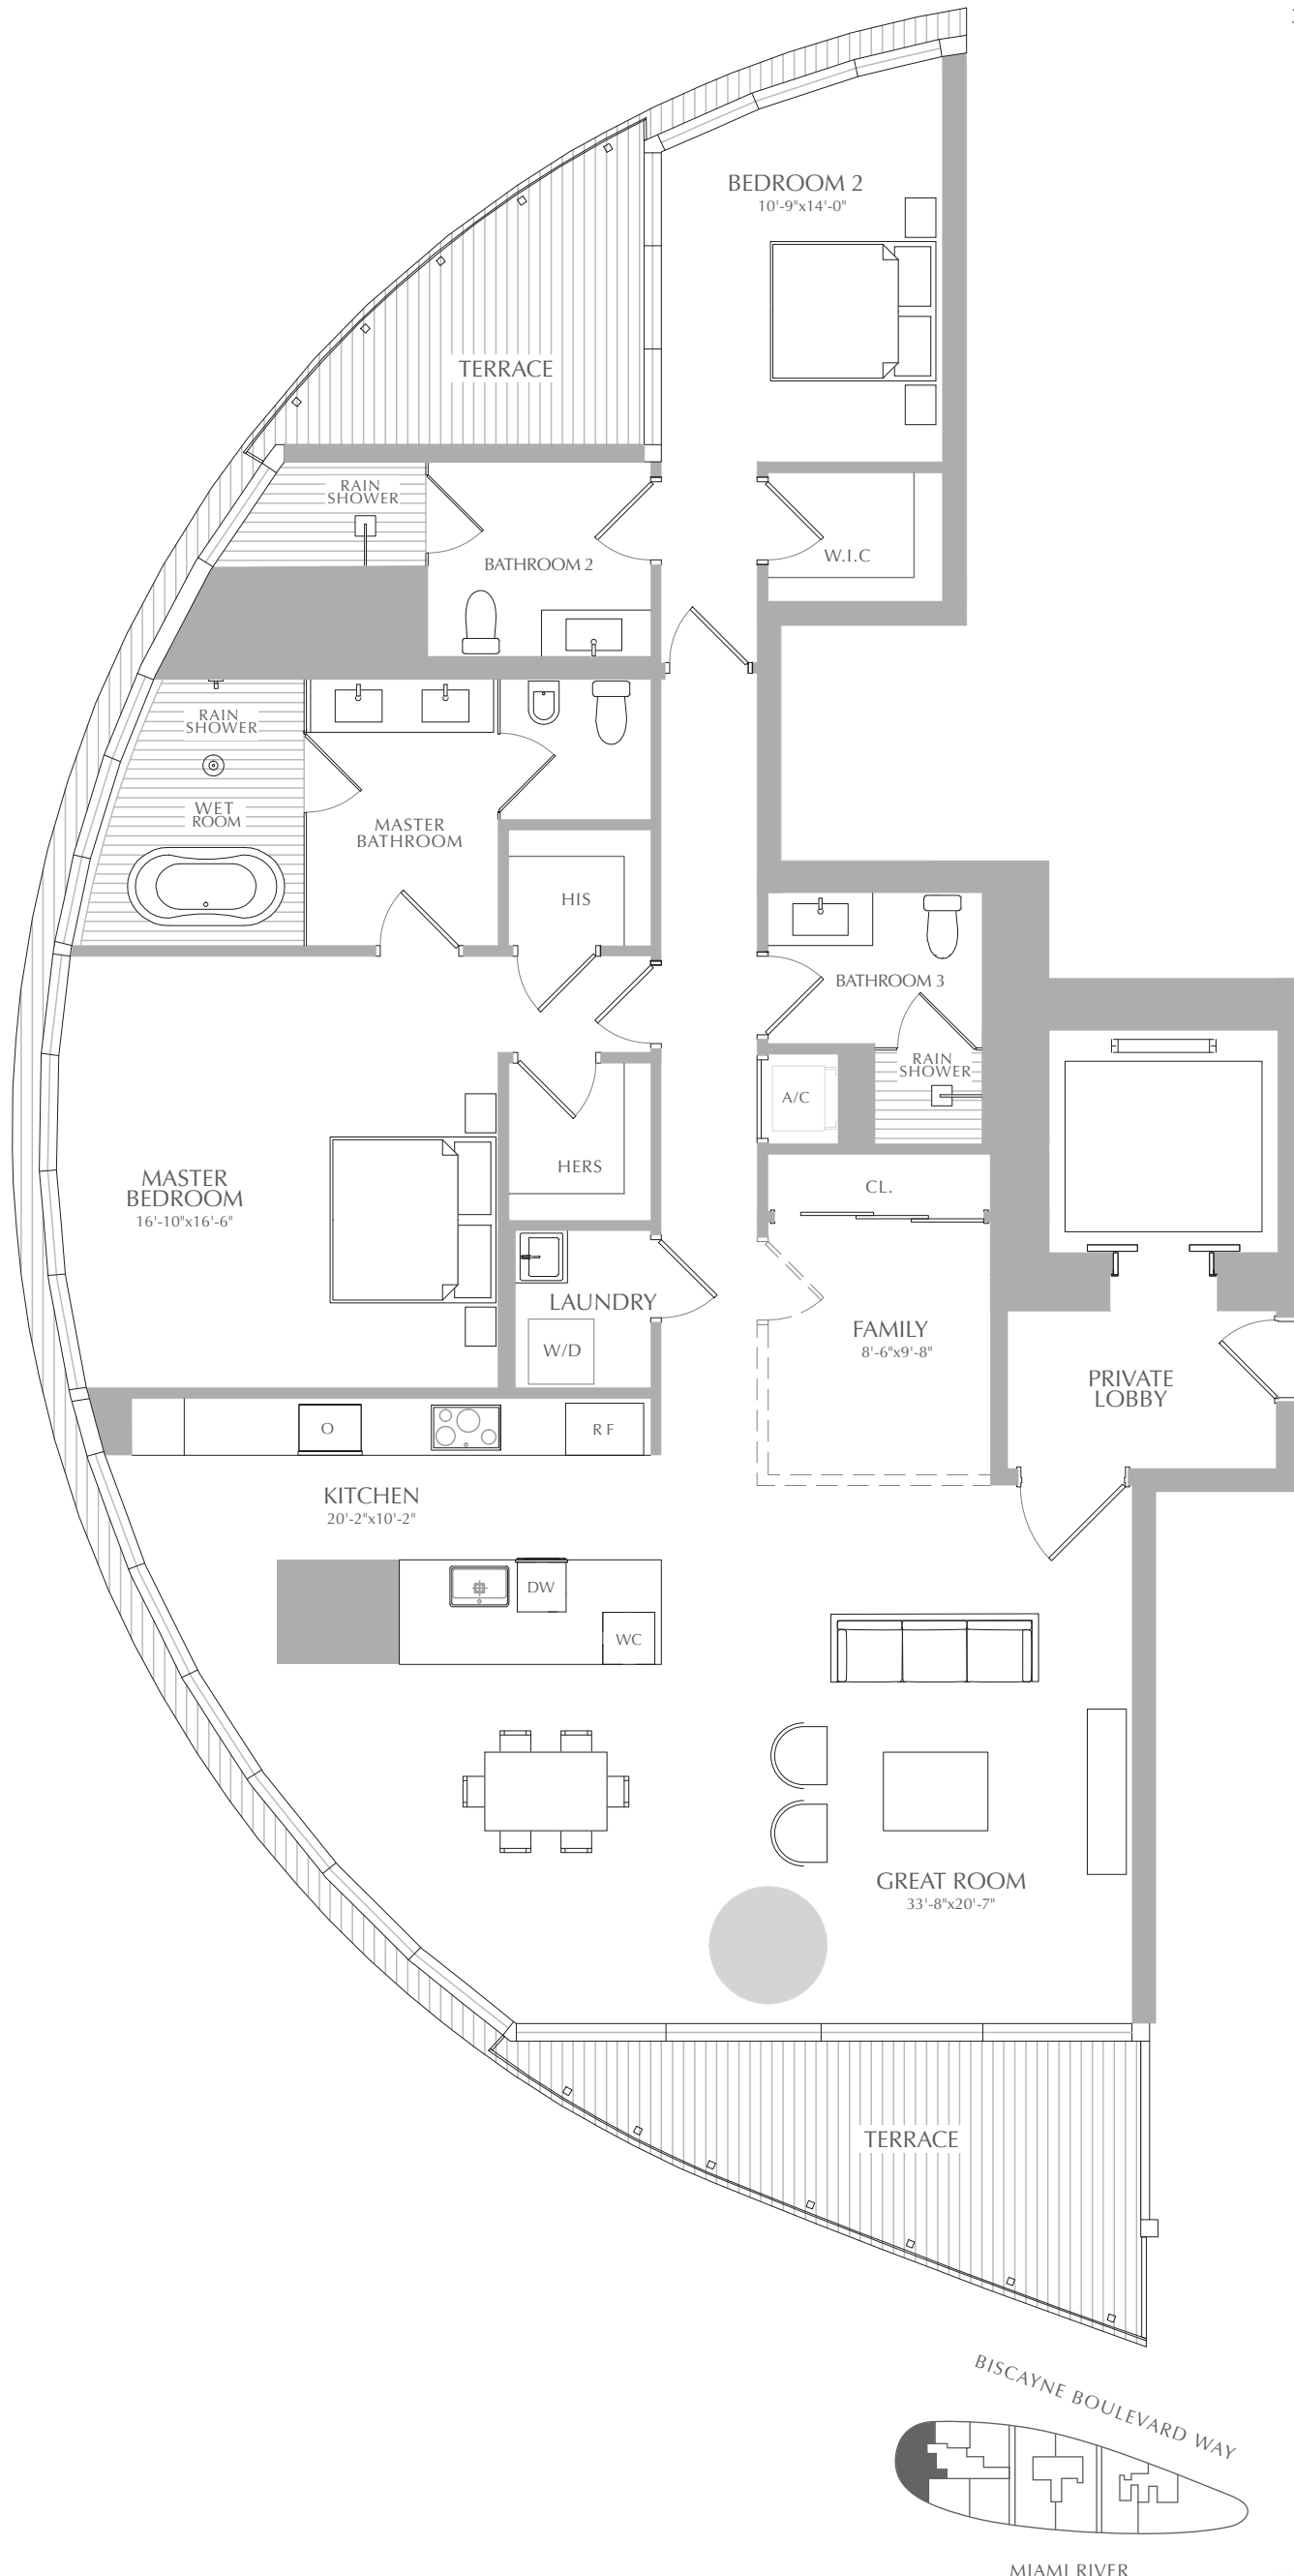 BEDROOM 2
10'-9"x14'-0"
TERRACE
RAIN
SHOWER
BATHROOM 2
W.I.C
RAIN
SHOWER
WET
ROOM
MASTER
BATHROOM
HIS
BATHROOM 3
RAIN
SHOWER
A/C
HERS
CL.
MASTER
BEDROOM
16'-10"x16'-6"
LAUNDRY
W/D
FAMILY
8'-6"x9'-8"
PRIVATE
LOBBY
O
RF
KITCHEN
20'-2"x10'-2"
DW
WC
GREAT ROOM
33'-8"x20'-7"
TERRACE
BISCAYNE BOULEVARD WAY
MIAMI RIVER